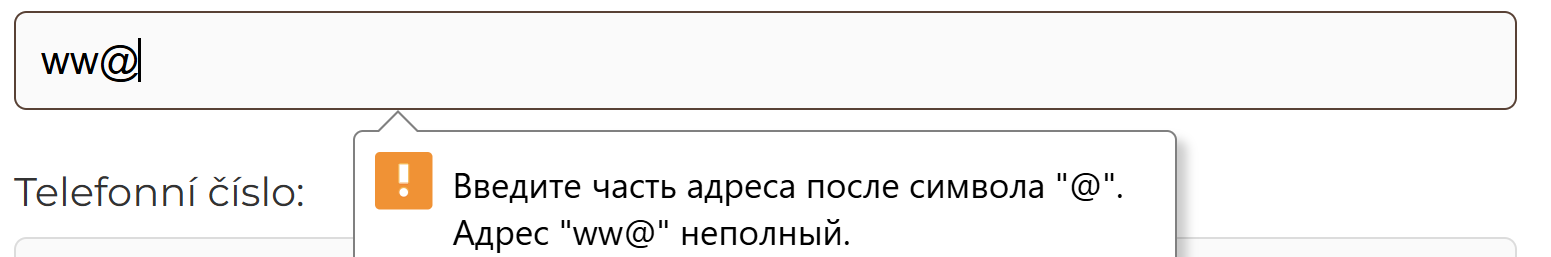 ww@
Telefonní číslo:
Введите часть адреса после символа "@".
Адрес "ww@" неполный.